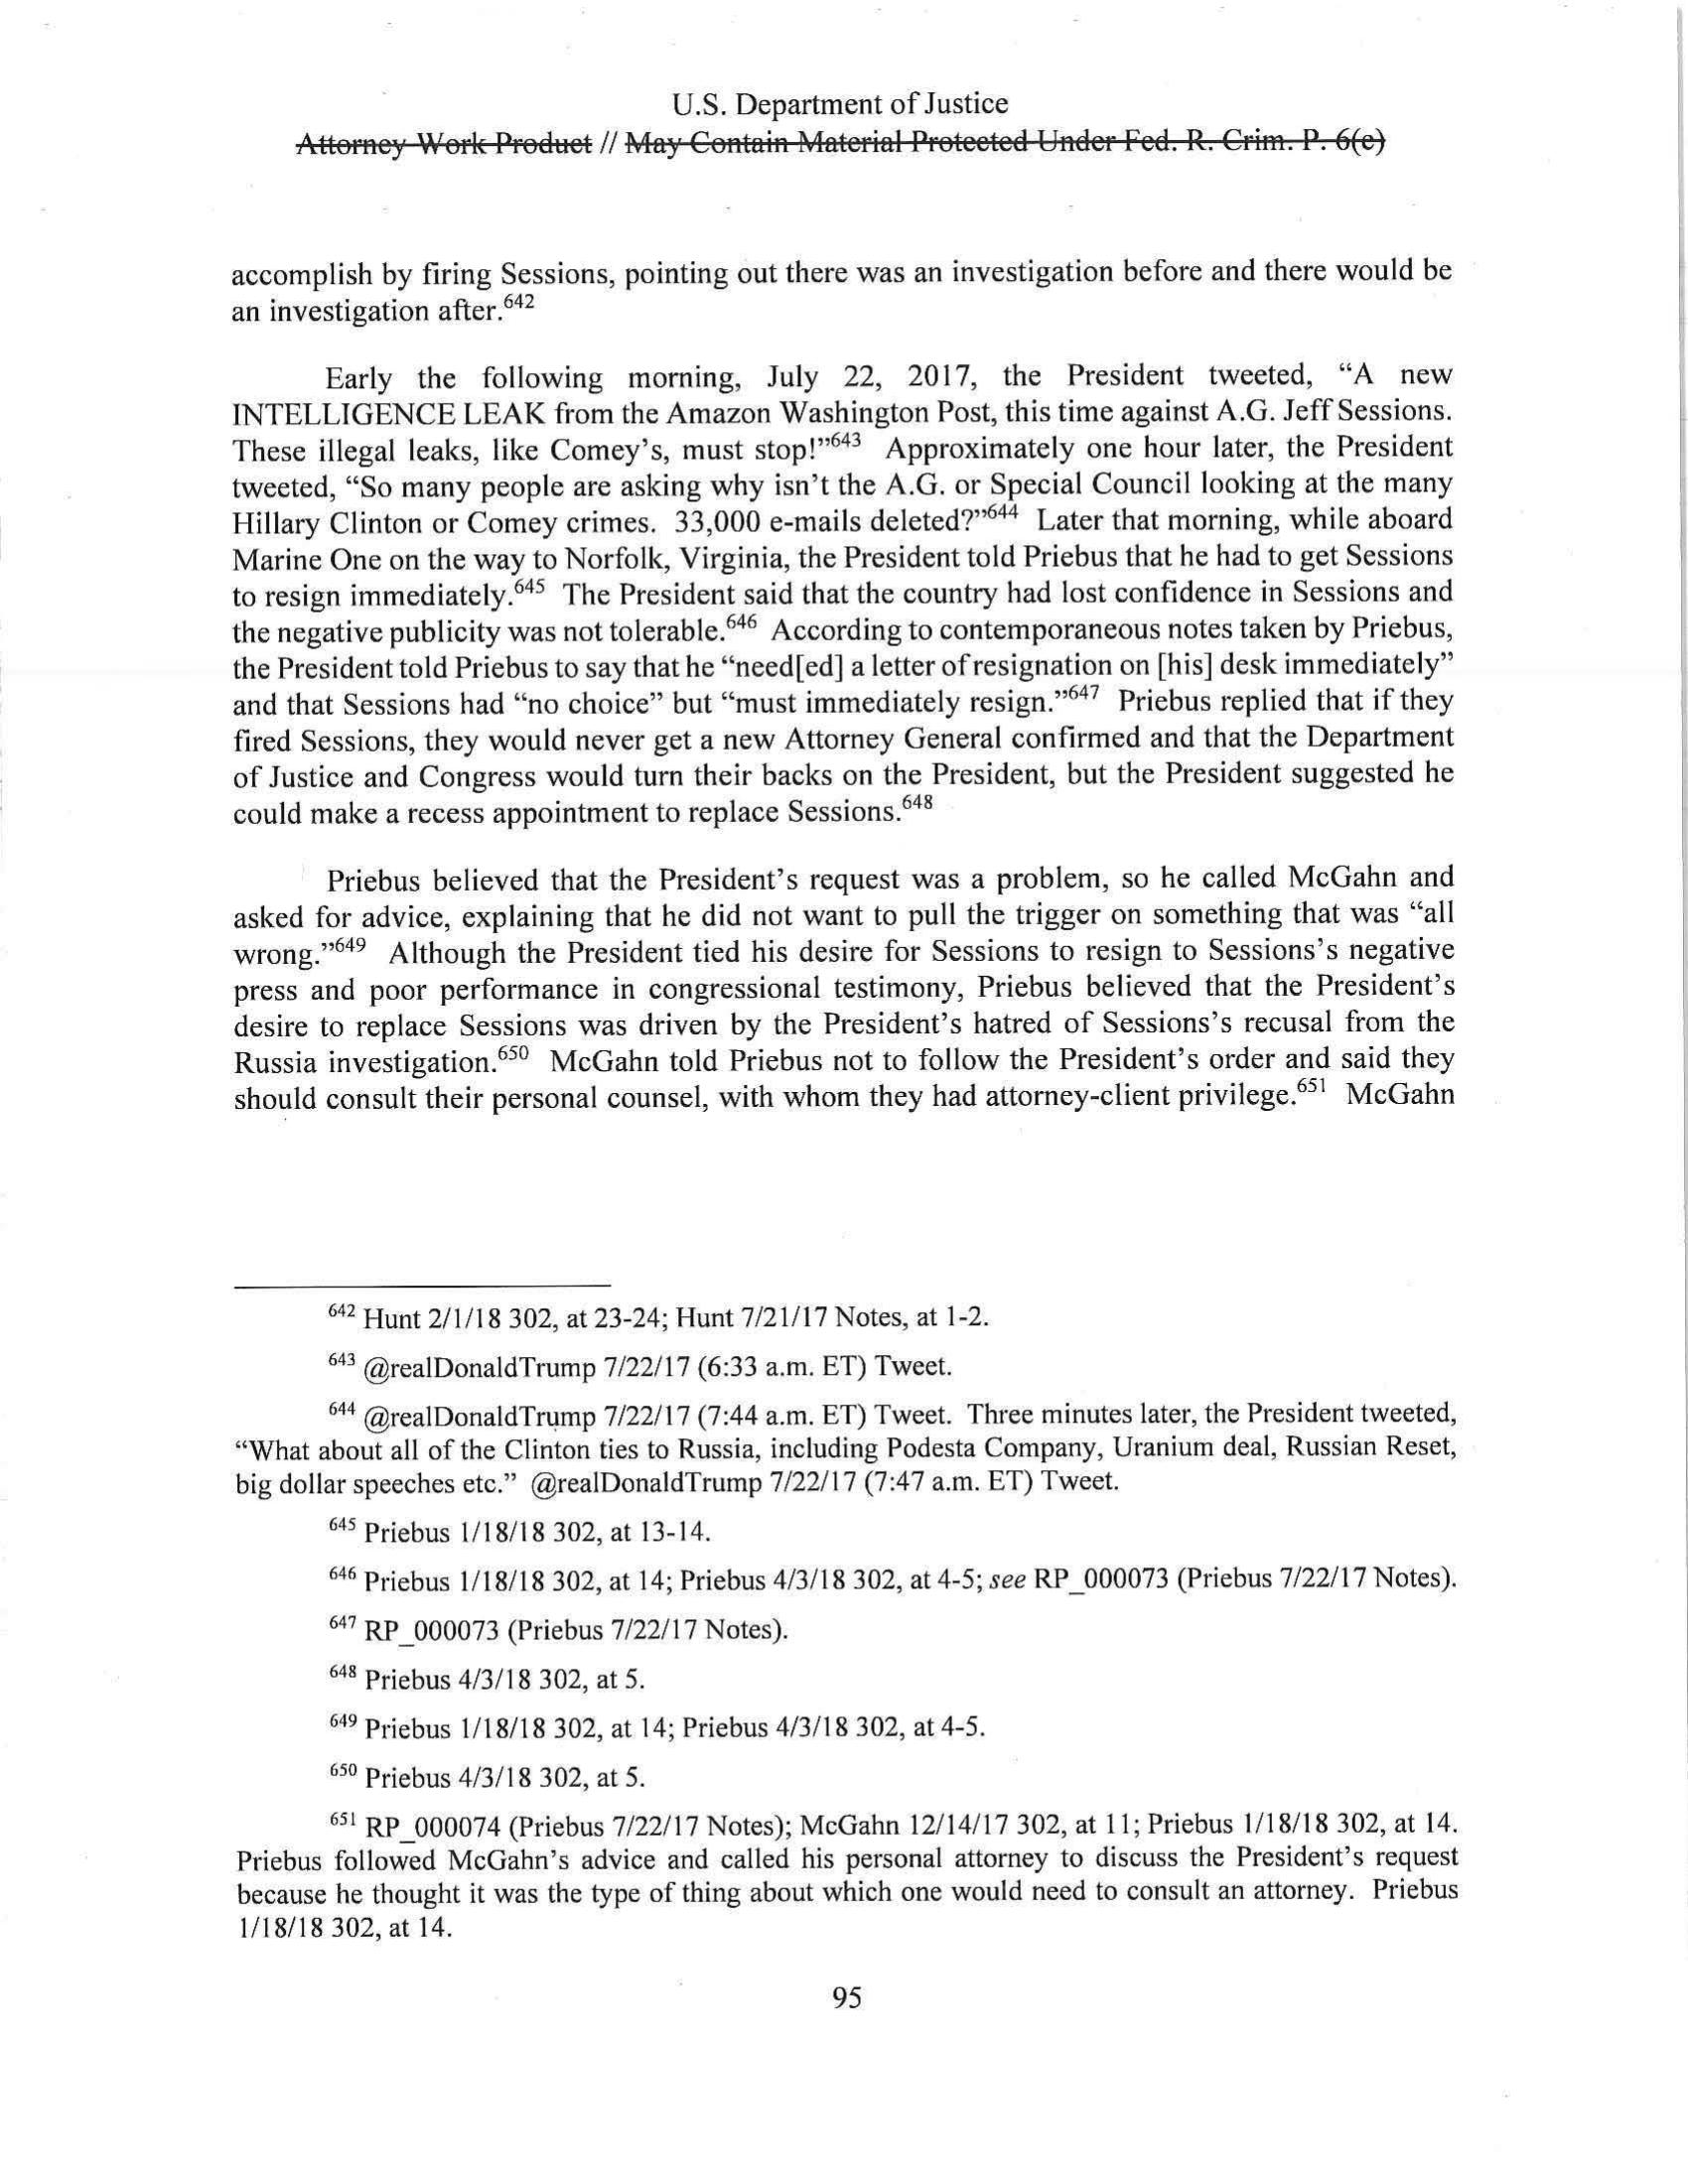 U.S. Department of Justice
Attorney Work Product // May Contain Material Protected Under Fed. R. Crim. P. 6(e)
accomplish by firing Sessions, pointing out there was an investigation before and there would be
an investigation after.642
Early the following morning, July 22, 2017, the President tweeted, “A new
INTELLIGENCE LEAK from the Amazon Washington Post, this time against A.G. Jeff Sessions.
These illegal leaks, like Comey’s, must stop!”643 Approximately one hour later, the President
tweeted, “So many people are asking why isn’t the A.G. or Special Council looking at the many
Hillary Clinton or Comey crimes. 33,000 e-mails deleted?”644 Later that morning, while aboard
Marine One on the way to Norfolk, Virginia, the President told Priebus that he had to get Sessions
to resign immediately.645 The President said that the country had lost confidence in Sessions and
the negative publicity was not tolerable.646 According to contemporaneous notes taken by Priebus,
the President told Priebus to say that he “need[ed] a letter of resignation on [his] desk immediately”
and that Sessions had “no choice” but “must immediately resign.”647 Priebus replied that if they
fired Sessions, they would never get a new Attorney General confirmed and that the Department
of Justice and Congress would turn their backs on the President, but the President suggested he
could make a recess appointment to replace Sessions.648
Priebus believed that the President’s request was a problem, so he called McGahn and
asked for advice, explaining that he did not want to pull the trigger on something that was “all
wrong.”649 Although the President tied his desire for Sessions to resign to Sessions’s negative
press and poor performance in congressional testimony, Priebus believed that the President’s
desire to replace Sessions was driven by the President’s hatred of Sessions’s recusal from the
Russia investigation.650 McGahn told Priebus not to follow the President’s order and said they
should consult their personal counsel, with whom they had attorney-client privilege.651 McGahn
642 Hunt 2/1/18 302, at 23-24; Hunt 7/21/17 Notes, at 1-2.
643 @realDonaldTrump 7/22/17 (6:33 a.m. ET) Tweet.
644 @realDonaldTrump 7/22/17 (7:44 a.m. ET) Tweet. Three minutes later, the President tweeted,
“What about all of the Clinton ties to Russia, including Podesta Company, Uranium deal, Russian Reset,
big dollar speeches etc.” @realDonaldTrump 7/22/17 (7:47 a.m. ET) Tweet.
645 Priebus 1/18/18 302, at 13-14.
646 Priebus 1/18/18 302, at 14; Priebus 4/3/18 302, at 4-5; see RP_000073 (Priebus 7/22/17 Notes).
647 RP_000073 (Priebus 7/22/17 Notes).
648 Priebus 4/3/18 302, at 5.
649 Priebus 1/18/18 302, at 14; Priebus 4/3/18 302, at 4-5.
650 Priebus 4/3/18 302, at 5.
651 RP_000074 (Priebus 7/22/17 Notes); McGahn 12/14/17 302, at 11; Priebus 1/18/18 302, at 14.
Priebus followed McGahn’s advice and called his personal attorney to discuss the President’s request
because he thought it was the type of thing about which one would need to consult an attorney. Priebus
1/18/18 302, at 14.
95